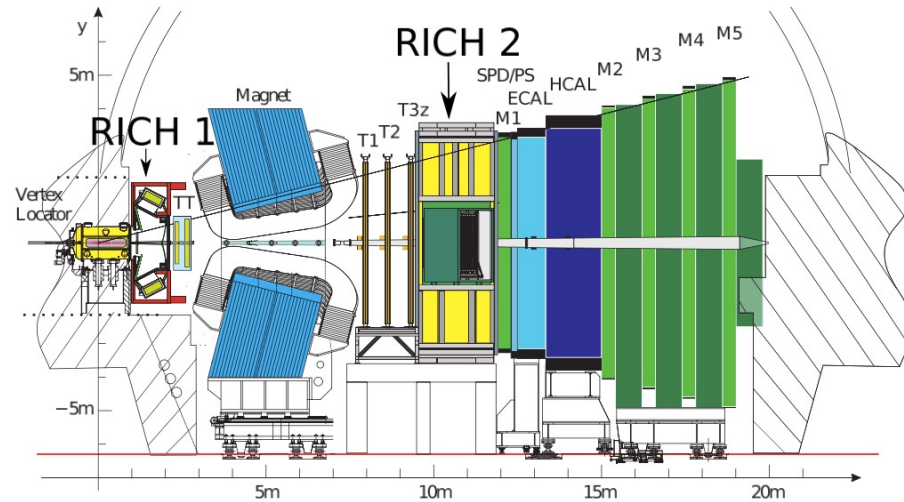 y
5m
Magnet
RICH 1
Vertex
Locator
TT
T1
T2
T3z
RICH 2
SPD/PS
M1
ECAL
HCAL
M2
M3
M4
M5
−5m
5m
10m
15m
20m